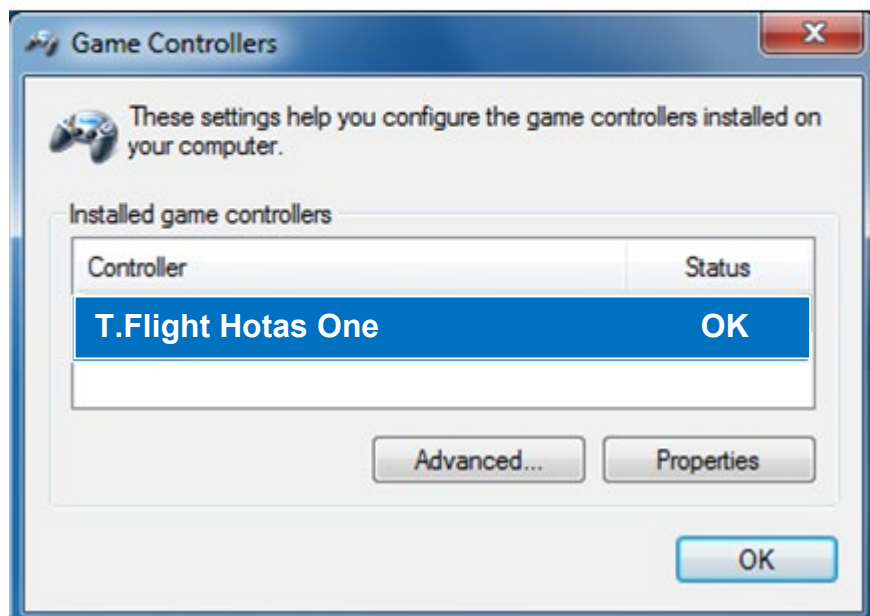 Game Controllers
These settings help you configure the game controllers installed on
your computer.
Installed game controllers
Controller Status
T.Flight Hotas One OK
Advanced... Properties
OK